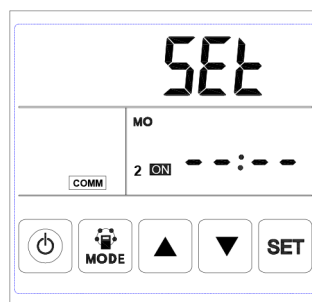 SEt
MO
2 ON --:--
COMM
MODE
SET